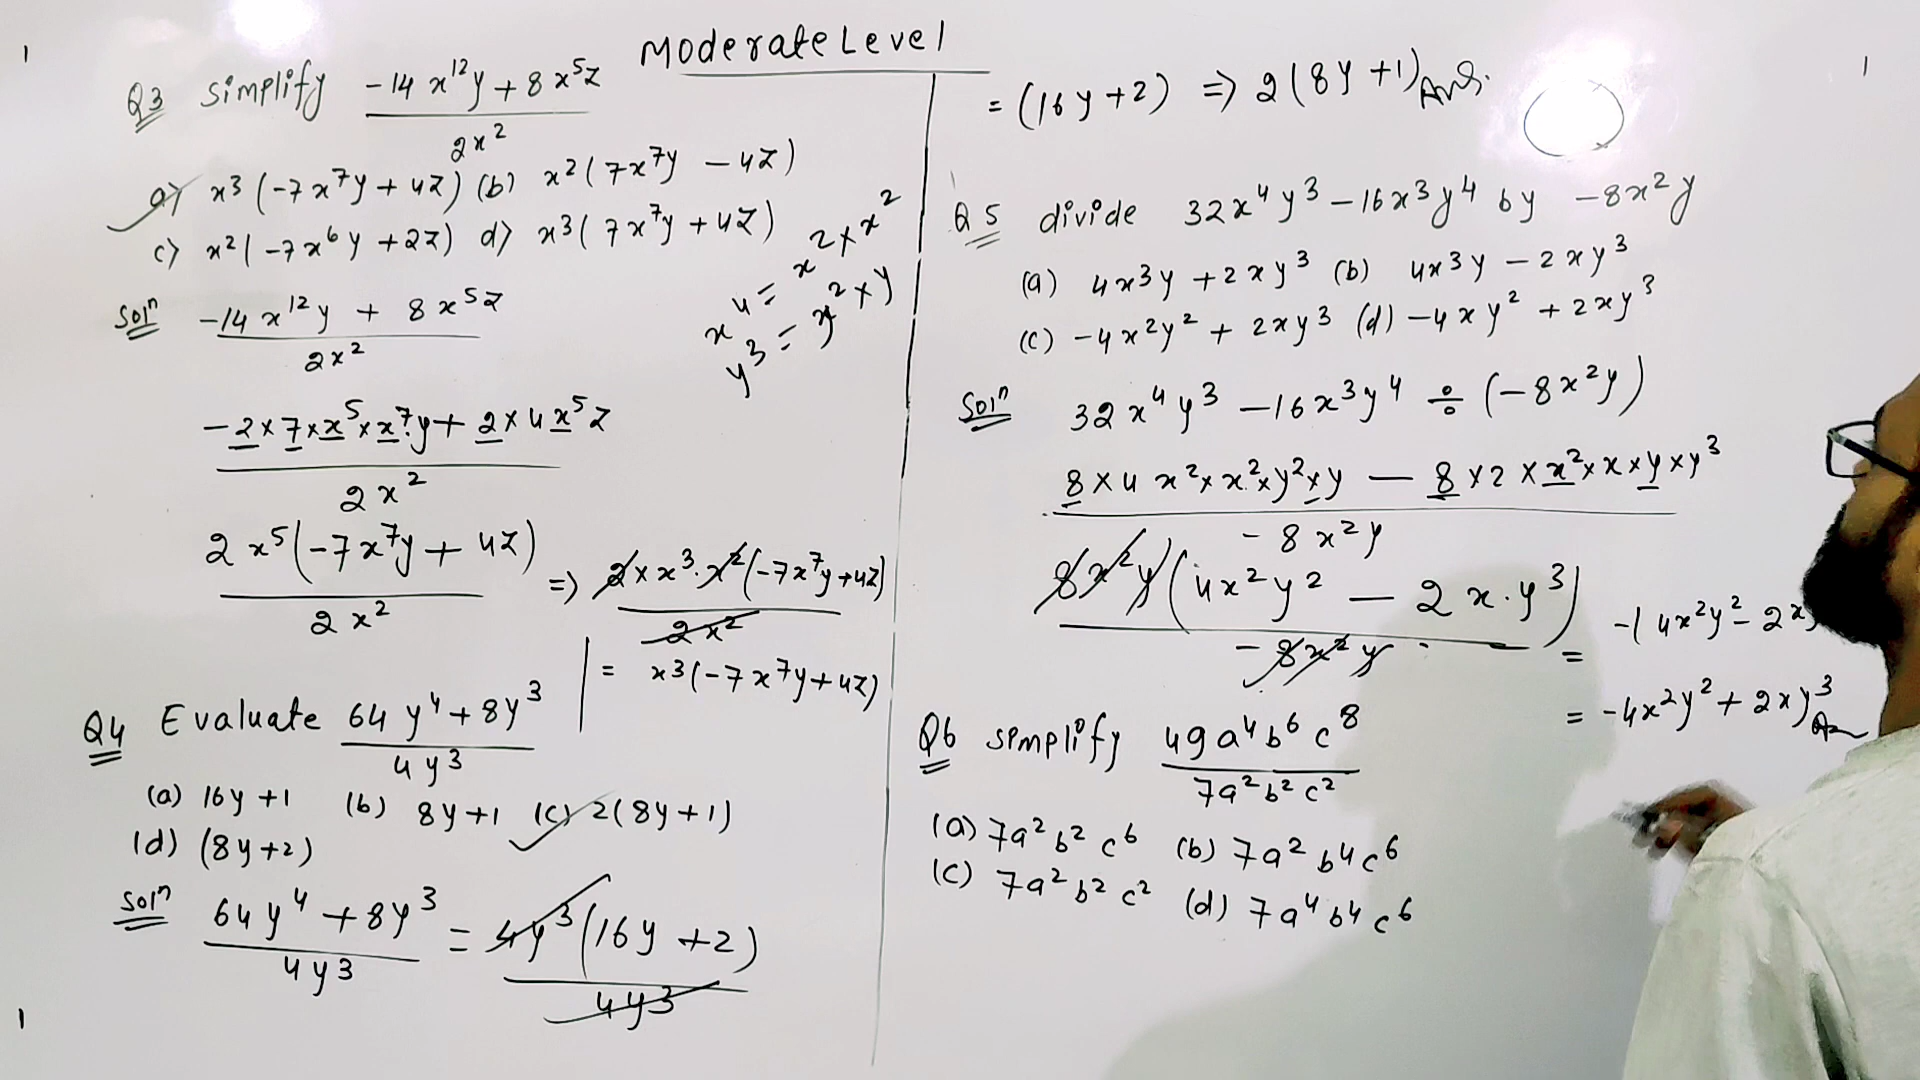 Moderate Level
Q3 Simplify (-14x¹²y + 8x⁵z)/2x²
a) x³(-7x⁷y + 4z) (b) x²(7x⁷y - 4z)
c) x²(-7x⁶y + 2z) d) x³(7x⁷y + 4z)
x⁴ = x²×x²
y³ = y²×y
Solⁿ (-14x¹²y + 8x⁵z)/2x²
(-2×7×x⁵×x⁷.y + 2×4x⁵z)/2x²
2x⁵(-7x⁷y + 4z)/2x² => 2×x³.x²(-7x⁷y+4z)/2x²
= x³(-7x⁷y+4z)
Q4 Evaluate (64y⁴+8y³)/4y³
(a) 16y+1 (b) 8y+1 (c) 2(8y+1)
(d) (8y+2)
Solⁿ (64y⁴+8y³)/4y³ = 4y³(16y+2)/4y³
= (16y+2) => 2(8y+1) Ans.
Q5 divide 32x⁴y³ - 16x³y⁴ by -8x²y
(a) 4x³y + 2xy³ (b) 4x³y - 2xy³
(c) -4x²y² + 2xy³ (d) -4xy² + 2xy³
Solⁿ 32x⁴y³ - 16x³y⁴ ÷ (-8x²y)
(8×4x²×x²×y²×y - 8×2×x²×x×y×y³)/-8x²y
8x²y(4x²y² - 2x.y³)/-8x²y = -(4x²y² - 2x
= -4x²y² + 2xy³
Q6 simplify 49a⁴b⁶c⁸/7a²b²c²
(a) 7a²b²c⁶ (b) 7a²b⁴c⁶
(c) 7a²b²c² (d) 7a⁴b⁴c⁶